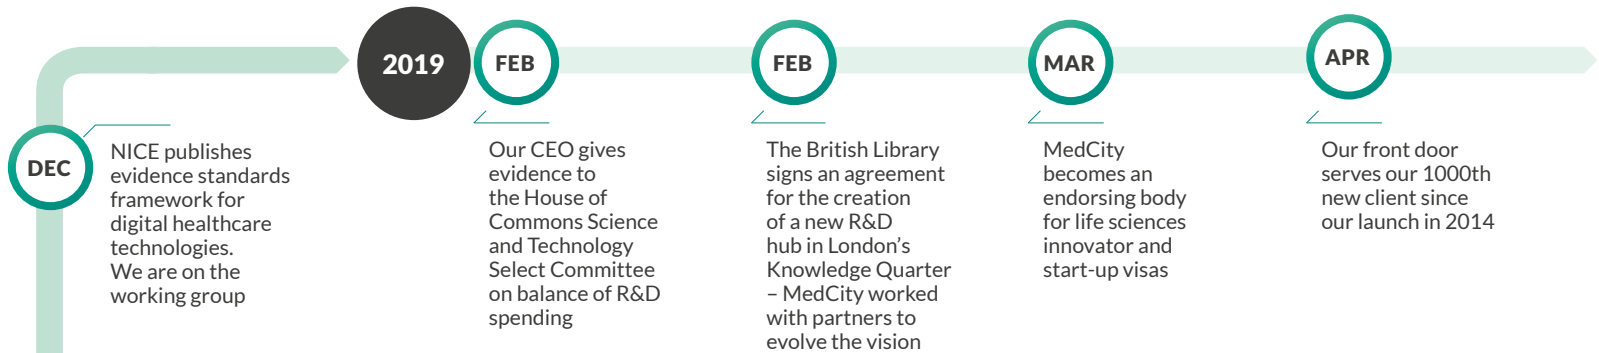 DEC
NICE publishes
evidence standards
framework for
digital healthcare
technologies.
We are on the
working group
2019
FEB
Our CEO gives
evidence to
the House of
Commons Science
and Technology
Select Committee
on balance of R&D
spending
FEB
The British Library
signs an agreement
for the creation
of a new R&D
hub in London’s
Knowledge Quarter
– MedCity worked
with partners to
evolve the vision
MAR
MedCity
becomes an
endorsing body
for life sciences
innovator and
start-up visas
APR
Our front door
serves our 1000th
new client since
our launch in 2014